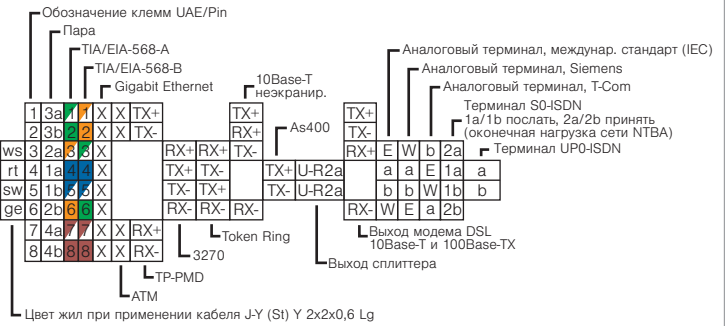 Обозначение клемм UAE/Pin
Пара
TIA/EIA-568-A
TIA/EIA-568-B
Gigabit Ethernet
10Base-T
неэкранир.
As400
Аналоговый терминал, междунар. стандарт (IEC)
Аналоговый терминал, Siemens
Аналоговый терминал, T-Com
Терминал S0-ISDN
1a/1b послать, 2a/2b принять
(оконечная нагрузка сети NTBA)
Терминал UP0-ISDN
1 3a 1 1 X X TX+ TX+ TX+
2 3b 2 2 X X TX- RX+ TX-
ws 3 2a 3 3 X RX+ RX+ TX- RX+ E W b 2a
rt 4 1a 4 4 X TX+ TX- TX+ U-R2a a a E 1a a
sw 5 1b 5 5 X TX- TX+ TX- U-R2a b b W 1b b
ge 6 2b 6 6 X RX- RX- RX- RX- W E a 2b
7 4a 7 7 X X RX+
8 4b 8 8 X X RX-
Token Ring
3270
TP-PMD
ATM
Выход модема DSL
10Base-T и 100Base-TX
Выход сплиттера
Цвет жил при применении кабеля J-Y (St) Y 2x2x0,6 Lg